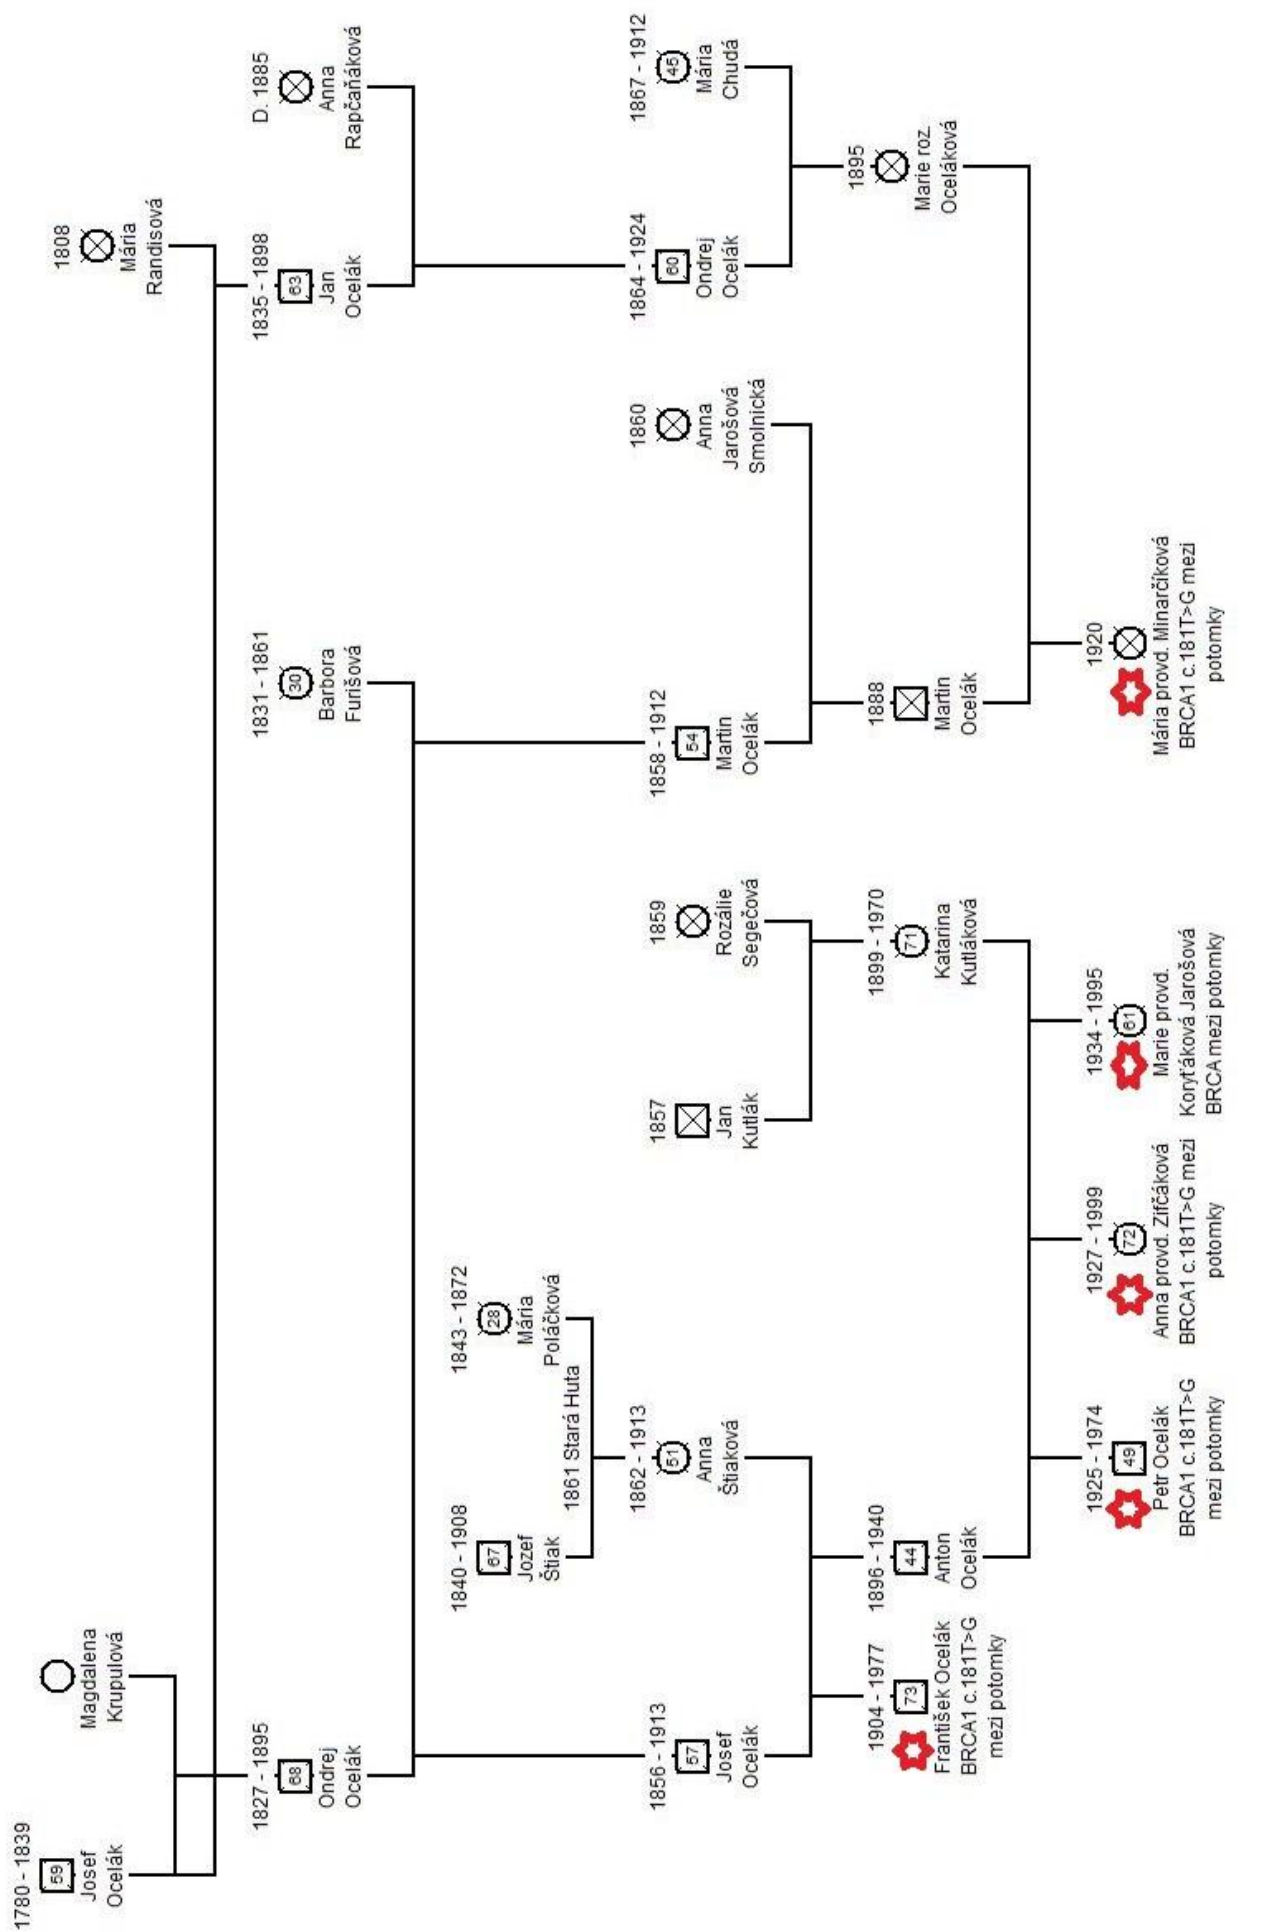 1780 - 1839
59
Josef
Ocelák
Magdalena
Krupulová
1808
Mária
Randisová
1827 - 1895
68
Ondrej
Ocelák
1831 - 1861
30
Barbora
Furišová
1835 - 1898
63
Jan
Ocelák
D. 1885
Anna
Rapčaňáková
1840 - 1908
67
Jozef
Štiak
1843 - 1872
28
Mária
Poláčková
1861 Stará Huta
1856 - 1913
57
Josef
Ocelák
1862 - 1913
51
Anna
Štiaková
1857
Jan
Kutlák
1859
Rozálie
Segečová
1858 - 1912
54
Martin
Ocelák
1860
Anna
Jarošová
Smolnická
1864 - 1924
60
Ondrej
Ocelák
1867 - 1912
45
Mária
Chudá
1904 - 1977
73
František Ocelák
BRCA1 c.181T>G
mezi potomky
1896 - 1940
44
Anton
Ocelák
1899 - 1970
71
Katarina
Kutláková
1888
Martin
Ocelák
1895
Marie roz.
Oceláková
1925 - 1974
49
Petr Ocelák
BRCA1 c.181T>G
mezi potomky
1927 - 1999
72
Anna provd. Zifčáková
BRCA1 c.181T>G mezi
potomky
1934 - 1995
61
Marie provd.
Koryťáková Jarošová
BRCA mezi potomky
1920
Mária provd. Minarčíková
BRCA1 c.181T>G mezi
potomky